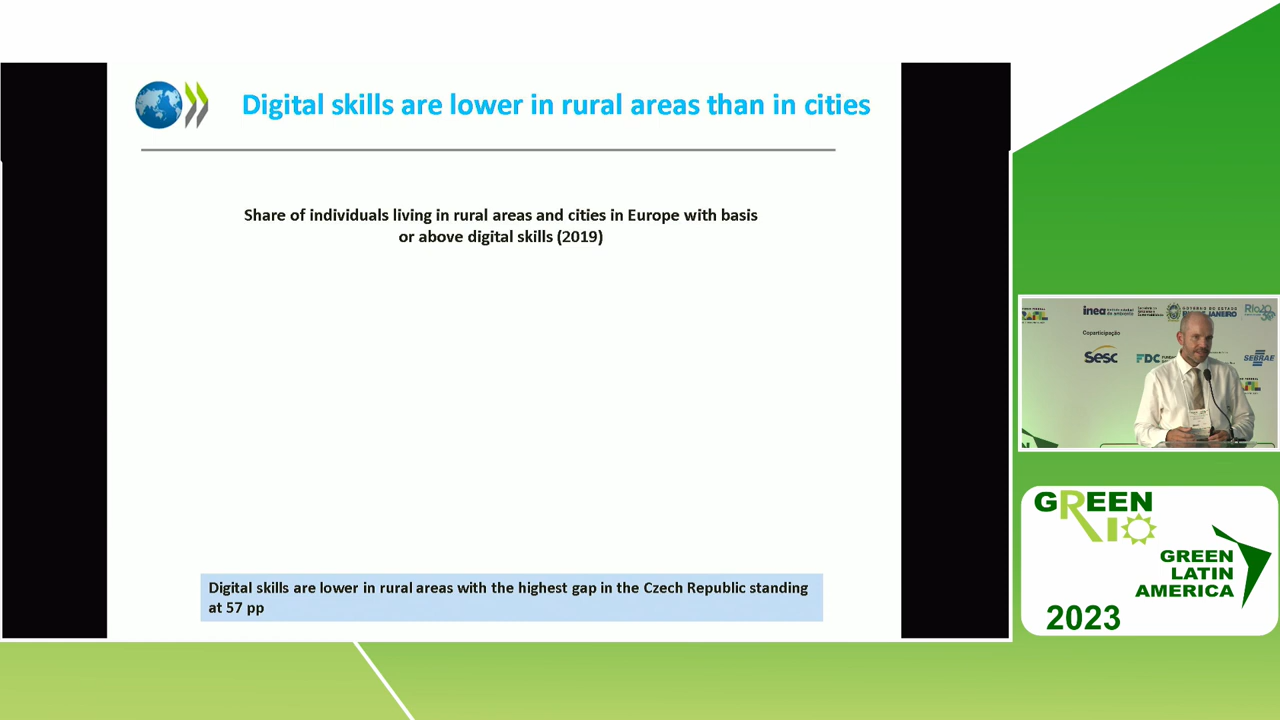 Digital skills are lower in rural areas than in cities
Share of individuals living in rural areas and cities in Europe with basis
or above digital skills (2019)
Digital skills are lower in rural areas with the highest gap in the Czech Republic standing
at 57 pp
inea
Coparticipação
Sesc
FDC
SEBRAE
GREEN
RIO
GREEN
LATIN
AMERICA
2023